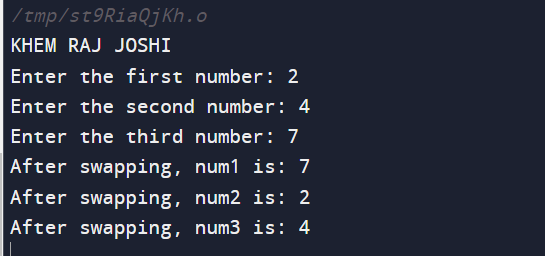 /tmp/st9RiaQjKh.o
KHEM RAJ JOSHI
Enter the first number: 2
Enter the second number: 4
Enter the third number: 7
After swapping, num1 is: 7
After swapping, num2 is: 2
After swapping, num3 is: 4